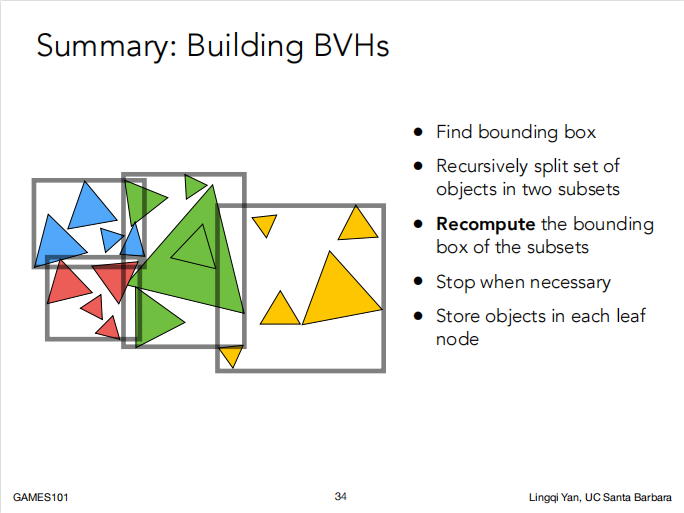 Summary: Building BVHs
● Find bounding box
● Recursively split set of
objects in two subsets
● Recompute the bounding
box of the subsets
● Stop when necessary
● Store objects in each leaf
node
GAMES101
34
Lingqi Yan, UC Santa Barbara